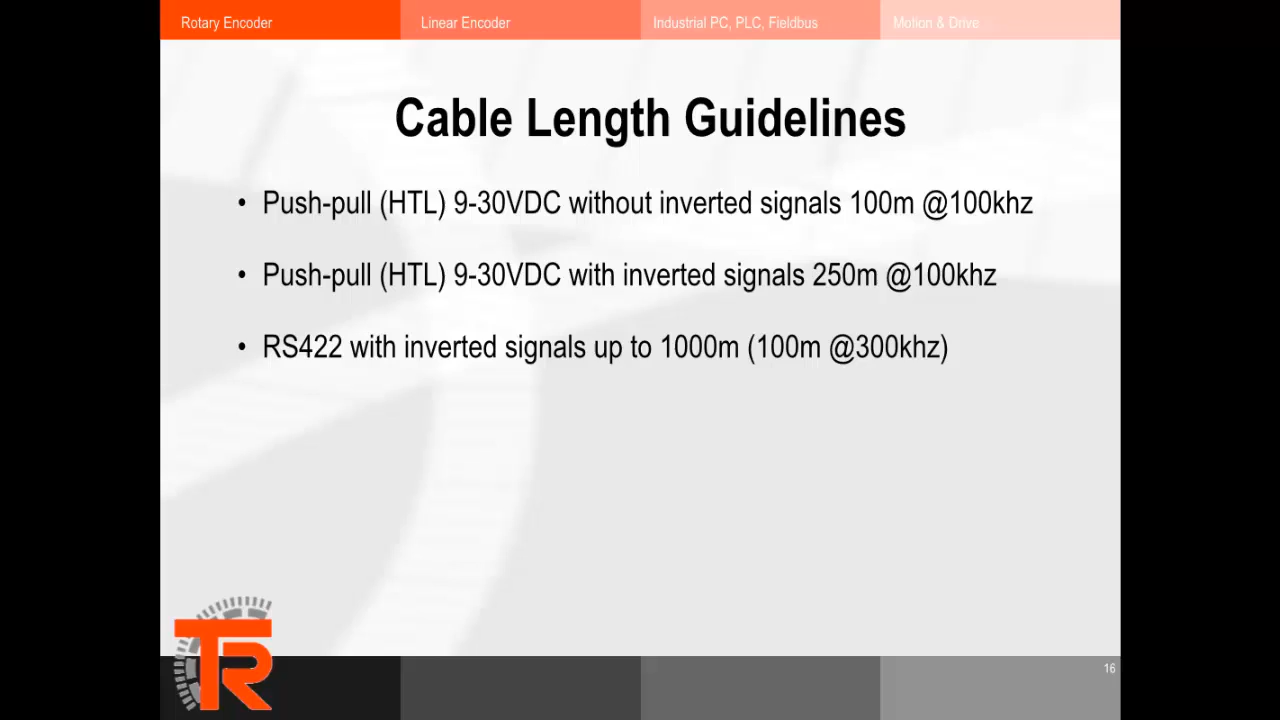 Rotary Encoder
Linear Encoder
Industrial PC, PLC, Fieldbus
Motion & Drive
Cable Length Guidelines
• Push-pull (HTL) 9-30VDC without inverted signals 100m @100khz
• Push-pull (HTL) 9-30VDC with inverted signals 250m @100khz
• RS422 with inverted signals up to 1000m (100m @300khz)
TR
16